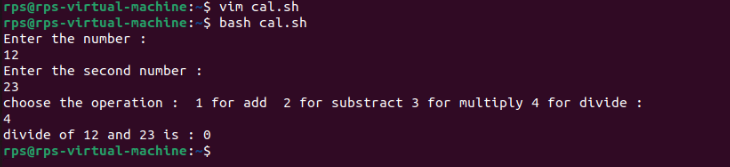 rps@rps-virtual-machine:~$ vim cal.sh
rps@rps-virtual-machine:~$ bash cal.sh
Enter the number :
12
Enter the second number :
23
choose the operation :  1 for add  2 for substract 3 for multiply 4 for divide :
4
divide of 12 and 23 is : 0
rps@rps-virtual-machine:~$